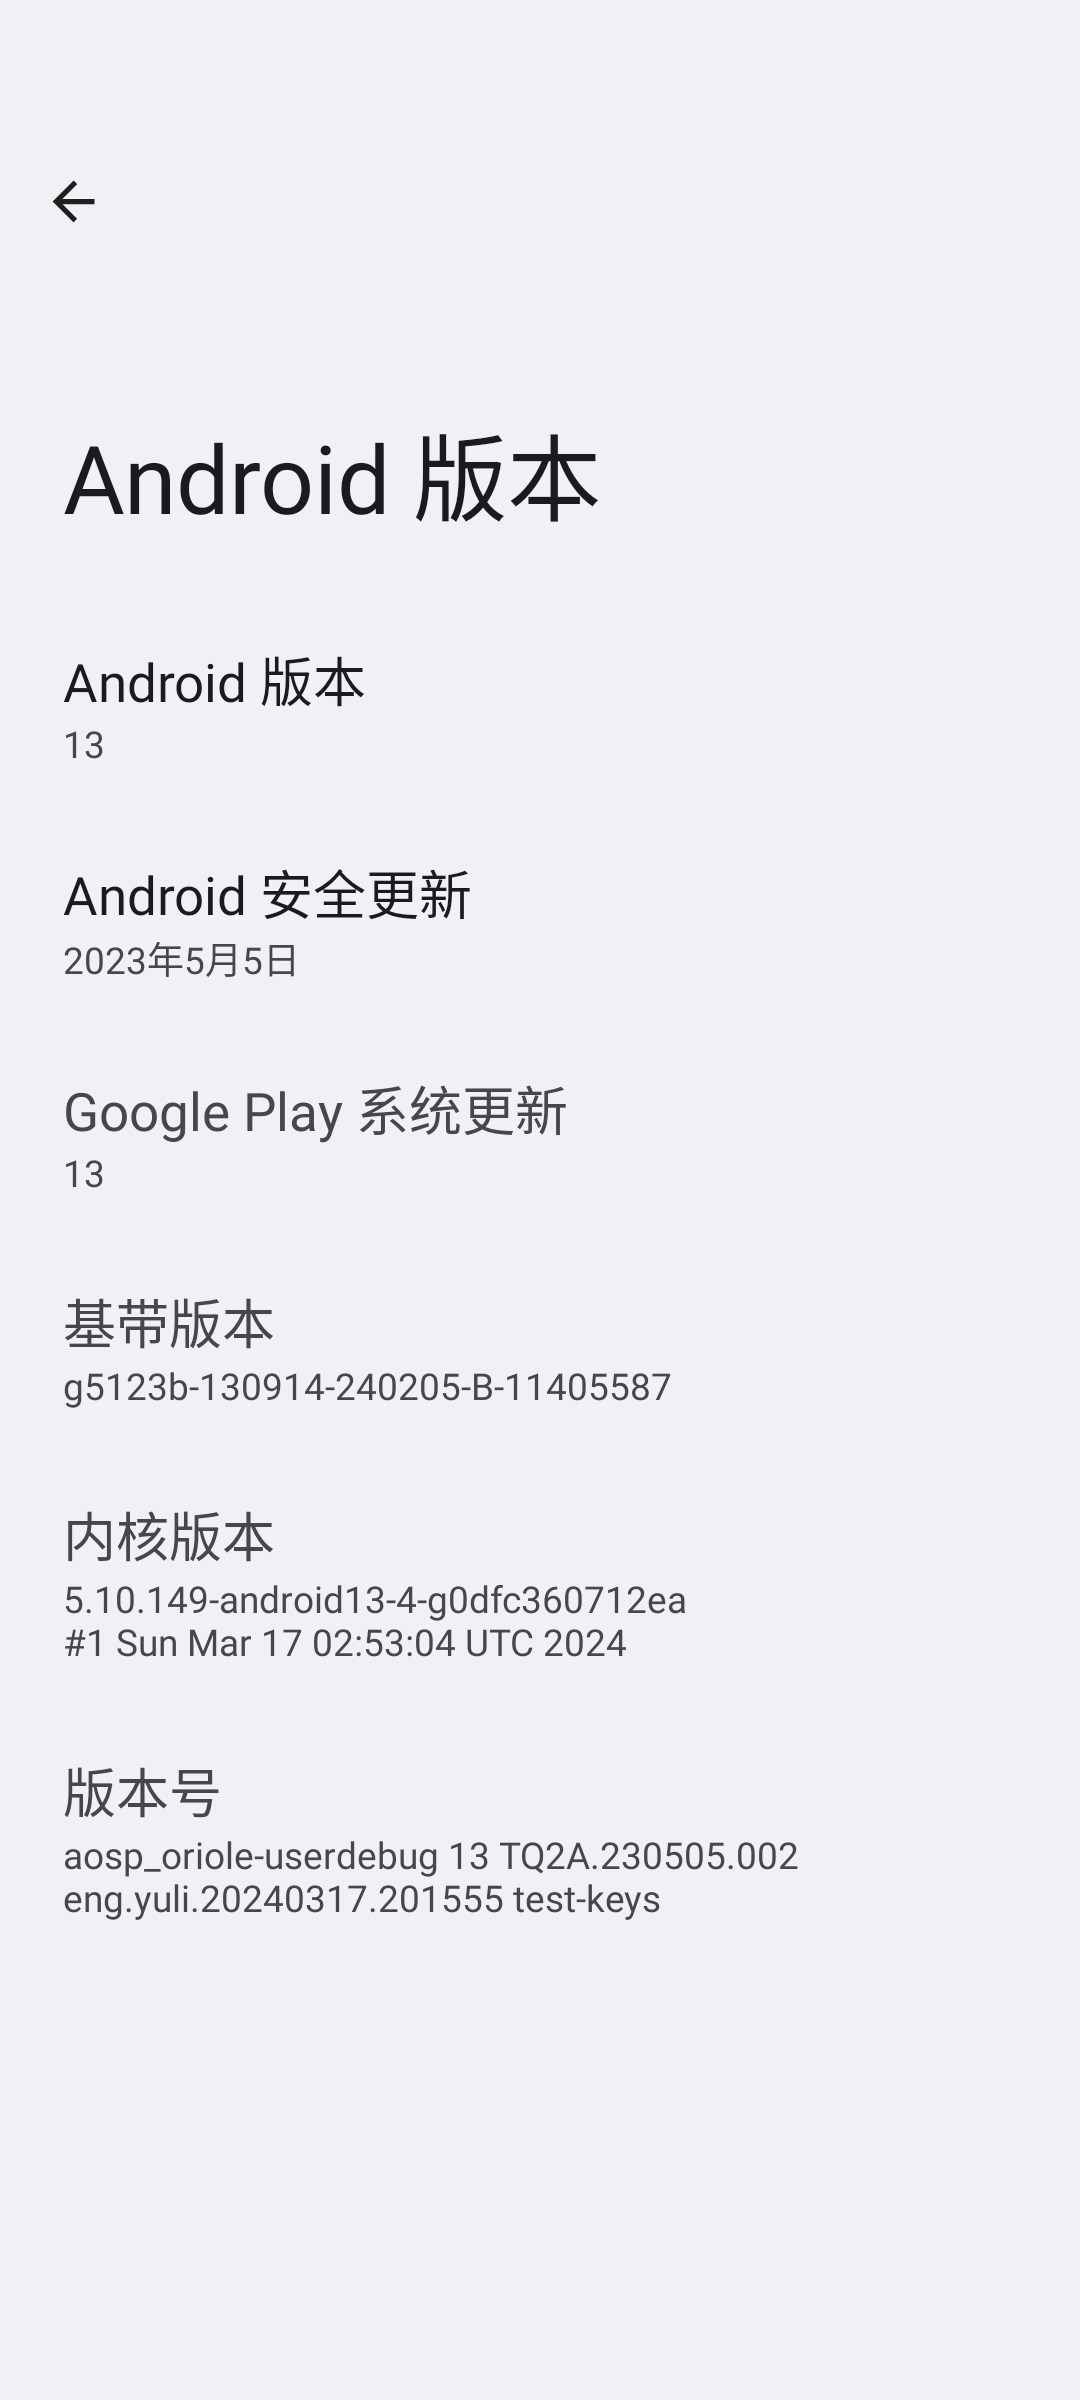 Android 版本
Android 版本
13
Android 安全更新
2023年5月5日
Google Play 系统更新
13
基带版本
g5123b-130914-240205-B-11405587
内核版本
5.10.149-android13-4-g0dfc360712ea
#1 Sun Mar 17 02:53:04 UTC 2024
版本号
aosp_oriole-userdebug 13 TQ2A.230505.002
eng.yuli.20240317.201555 test-keys